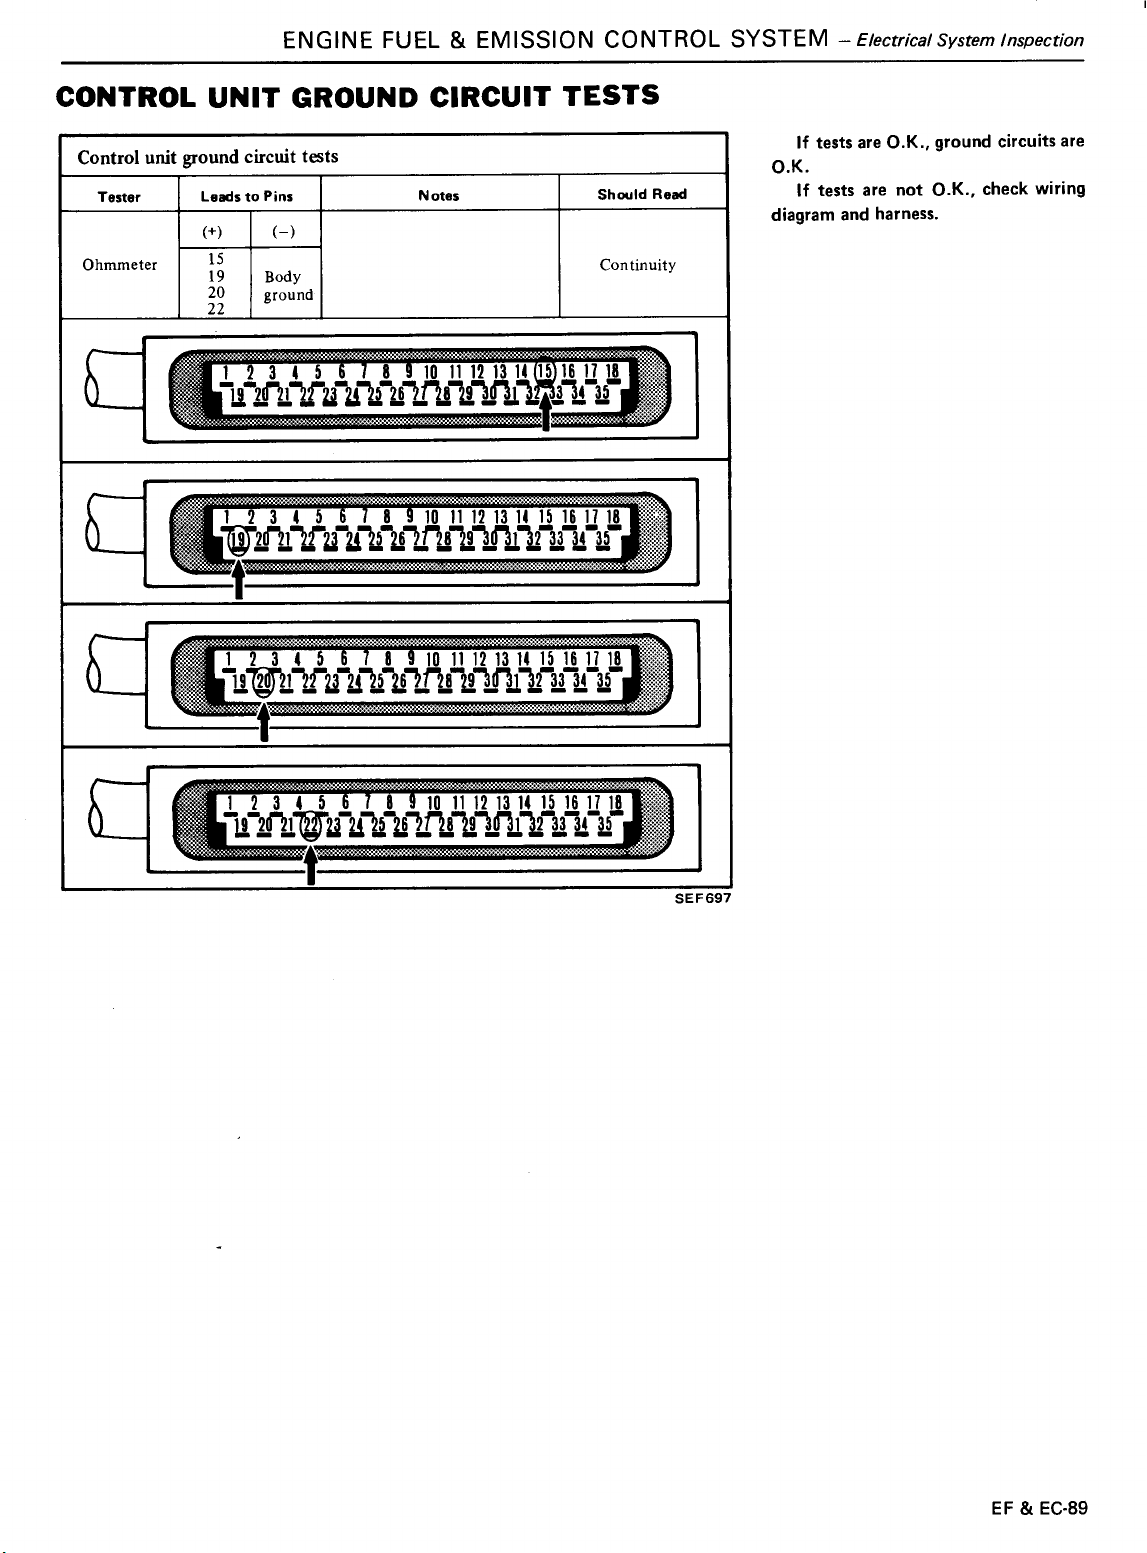 ENGINE FUEL & EMISSION CONTROL SYSTEM – Electrical System Inspection
CONTROL UNIT GROUND CIRCUIT TESTS
Control unit ground circuit tests
Tester Leads to Pins Notes Should Read
(+) (–)
Ohmmeter 15 Continuity
19 Body
20 ground
22
1 2 3 4 5 6 7 8 9 10 11 12 13 14 15 16 17 18
19 20 21 22 23 24 25 26 27 28 29 30 31 32 33 34 35
1 2 3 4 5 6 7 8 9 10 11 12 13 14 15 16 17 18
19 20 21 22 23 24 25 26 27 28 29 30 31 32 33 34 35
1 2 3 4 5 6 7 8 9 10 11 12 13 14 15 16 17 18
19 20 21 22 23 24 25 26 27 28 29 30 31 32 33 34 35
1 2 3 4 5 6 7 8 9 10 11 12 13 14 15 16 17 18
19 20 21 22 23 24 25 26 27 28 29 30 31 32 33 34 35
SEF697
If tests are O.K., ground circuits are
O.K.
If tests are not O.K., check wiring
diagram and harness.
EF & EC-89